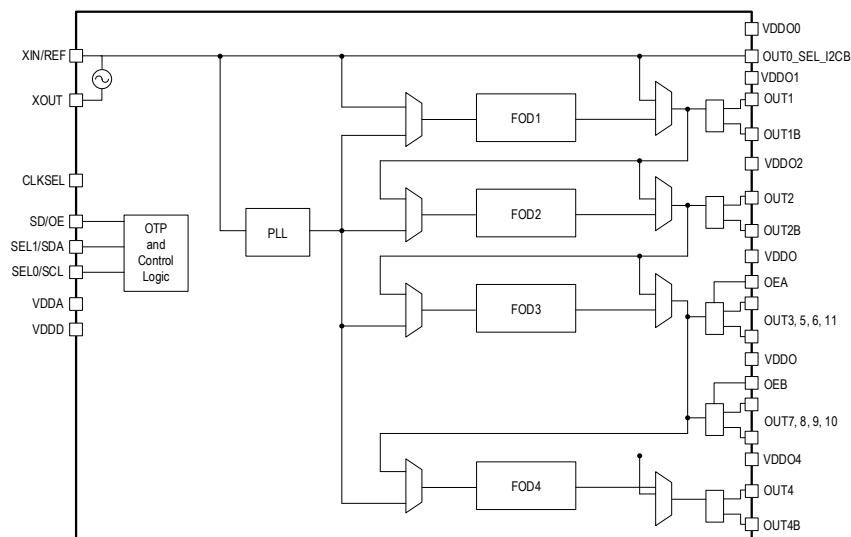 XIN/REF
XOUT
CLKSEL
SD/OE
SEL1/SDA
SEL0/SCL
VDDA
VDDD
OTP
and
Control
Logic
PLL
FOD1
FOD2
FOD3
FOD4
VDDO0
OUT0_SEL_I2CB
VDDO1
OUT1
OUT1B
VDDO2
OUT2
OUT2B
VDDO
OEA
OUT3, 5, 6, 11
VDDO
OEB
OUT7, 8, 9, 10
VDDO4
OUT4
OUT4B